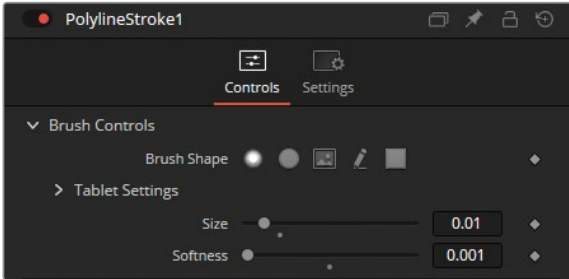 PolylineStroke1
Controls Settings
Brush Controls
Brush Shape
Tablet Settings
Size 0.01
Softness 0.001